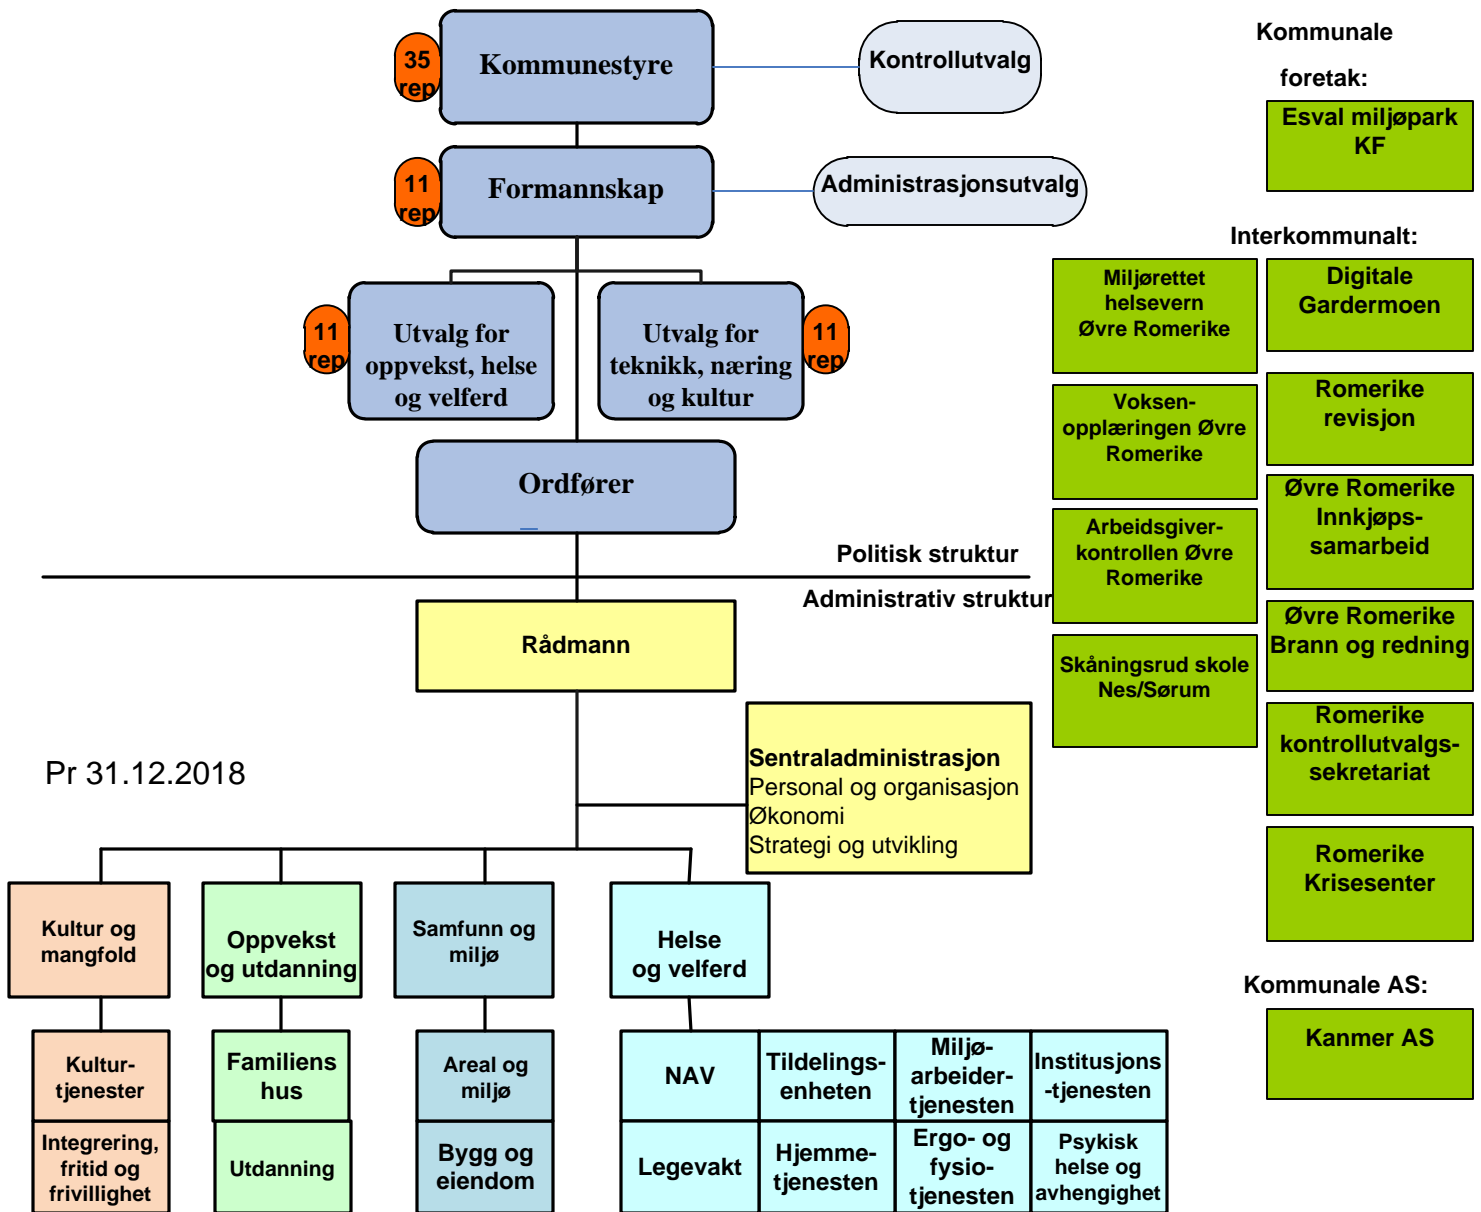 35
rep
Kommunestyre
Kontrollutvalg
11
rep
Formannskap
Administrasjonsutvalg
11
rep
Utvalg for
oppvekst, helse
og velferd
Utvalg for
teknikk, næring
og kultur
11
rep
Ordfører
Politisk struktur
Administrativ struktur
Rådmann
Sentraladministrasjon
Personal og organisasjon
Økonomi
Strategi og utvikling
Pr 31.12.2018
Kultur og
mangfold
Oppvekst
og utdanning
Samfunn og
miljø
Helse
og velferd
Kultur-
tjenester
Integrering,
fritid og
frivillighet
Familiens
hus
Utdanning
Areal og
miljø
Bygg og
eiendom
NAV
Tildelings-
enheten
Miljø-
arbeider-
tjenesten
Institusjons
-tjenesten
Legevakt
Hjemme-
tjenesten
Ergo- og
fysio-
tjenesten
Psykisk
helse og
avhengighet
Kommunale
foretak:
Esval miljøpark
KF
Interkommunalt:
Miljørettet
helsevern
Øvre Romerike
Voksen-
opplæringen Øvre
Romerike
Arbeidsgiver-
kontrollen Øvre
Romerike
Skåningsrud skole
Nes/Sørum
Digitale
Gardermoen
Romerike
revisjon
Øvre Romerike
Innkjøps-
samarbeid
Øvre Romerike
Brann og redning
Romerike
kontrollutvalgs-
sekretariat
Romerike
Krisesenter
Kommunale AS:
Kanmer AS